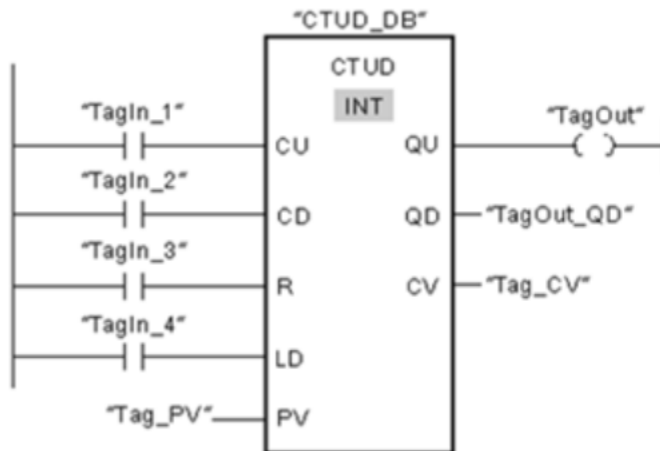 "CTUD_DB"
CTUD
INT
"TagIn_1"
CU
QU
"TagOut"
"TagIn_2"
CD
QD
"TagOut_QD"
"TagIn_3"
R
CV
"Tag_CV"
"TagIn_4"
LD
"Tag_PV"
PV